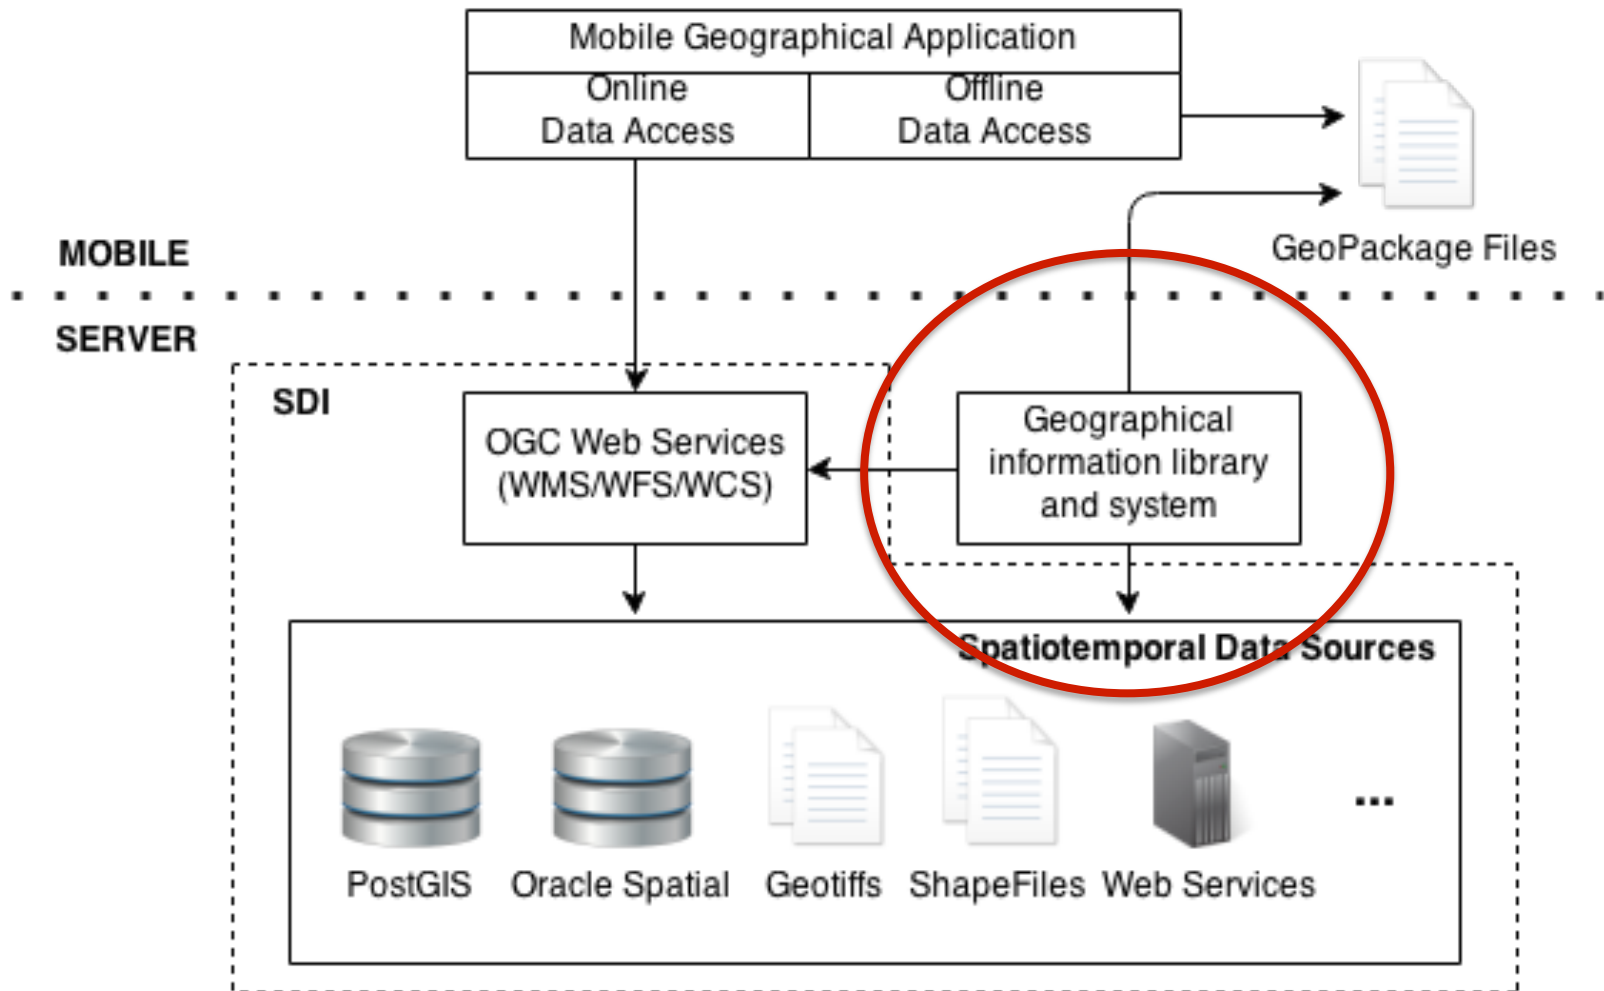 Mobile Geographical Application
Online
Data Access
Offline
Data Access
GeoPackage Files
MOBILE
SERVER
SDI
OGC Web Services
(WMS/WFS/WCS)
Geographical
information library
and system
Spatiotemporal Data Sources
PostGIS
Oracle Spatial
Geotiffs
ShapeFiles
Web Services
...